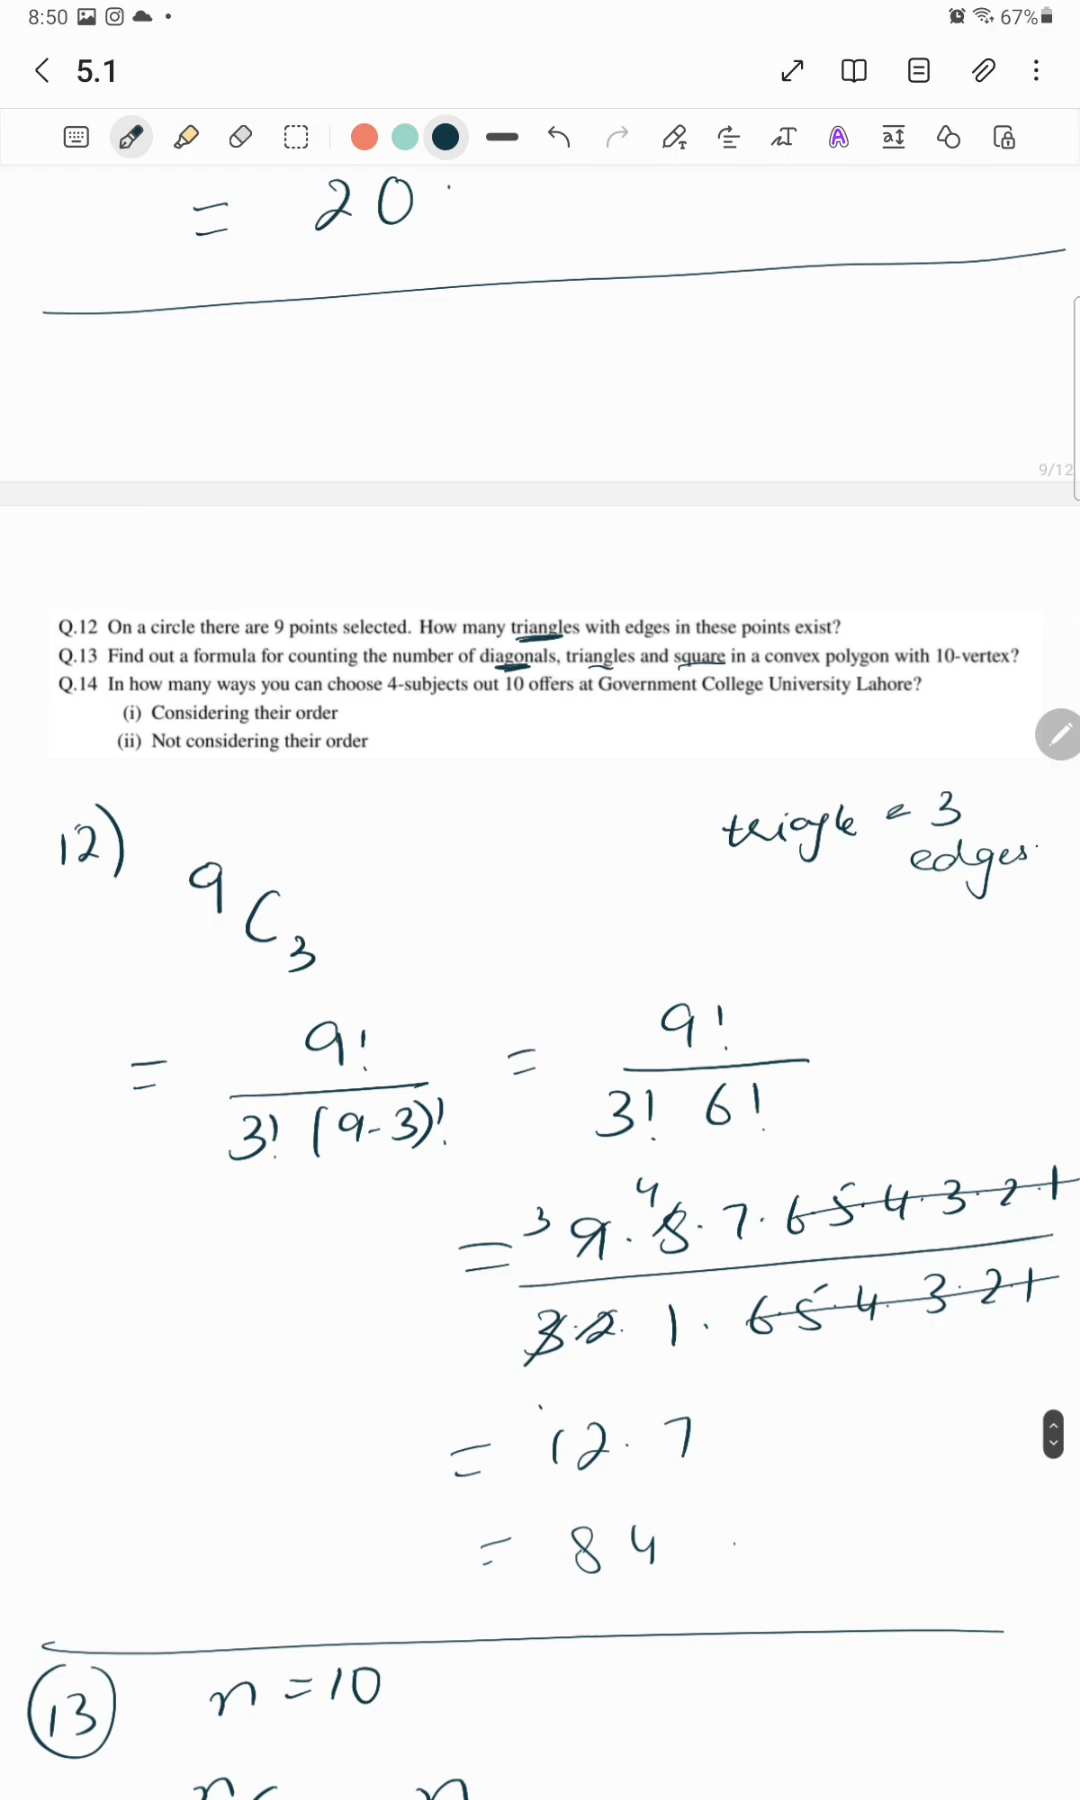 8:50 67%
5.1
= 20
9/12
Q.12 On a circle there are 9 points selected. How many triangles with edges in these points exist?
Q.13 Find out a formula for counting the number of diagonals, triangles and square in a convex polygon with 10-vertex?
Q.14 In how many ways you can choose 4-subjects out 10 offers at Government College University Lahore?
(i) Considering their order
(ii) Not considering their order
12)
triagle = 3
edges.
9 C 3
= 9! / 3! (9-3)! = 9! / 3! 6!
= 3 9 . 4 8 . 7 . 6 5 . 4 . 3 . 2 . 1
3 . 2 . 1 . 6 5 4 3 . 2 1
= 12 . 7
= 84
13 n = 10